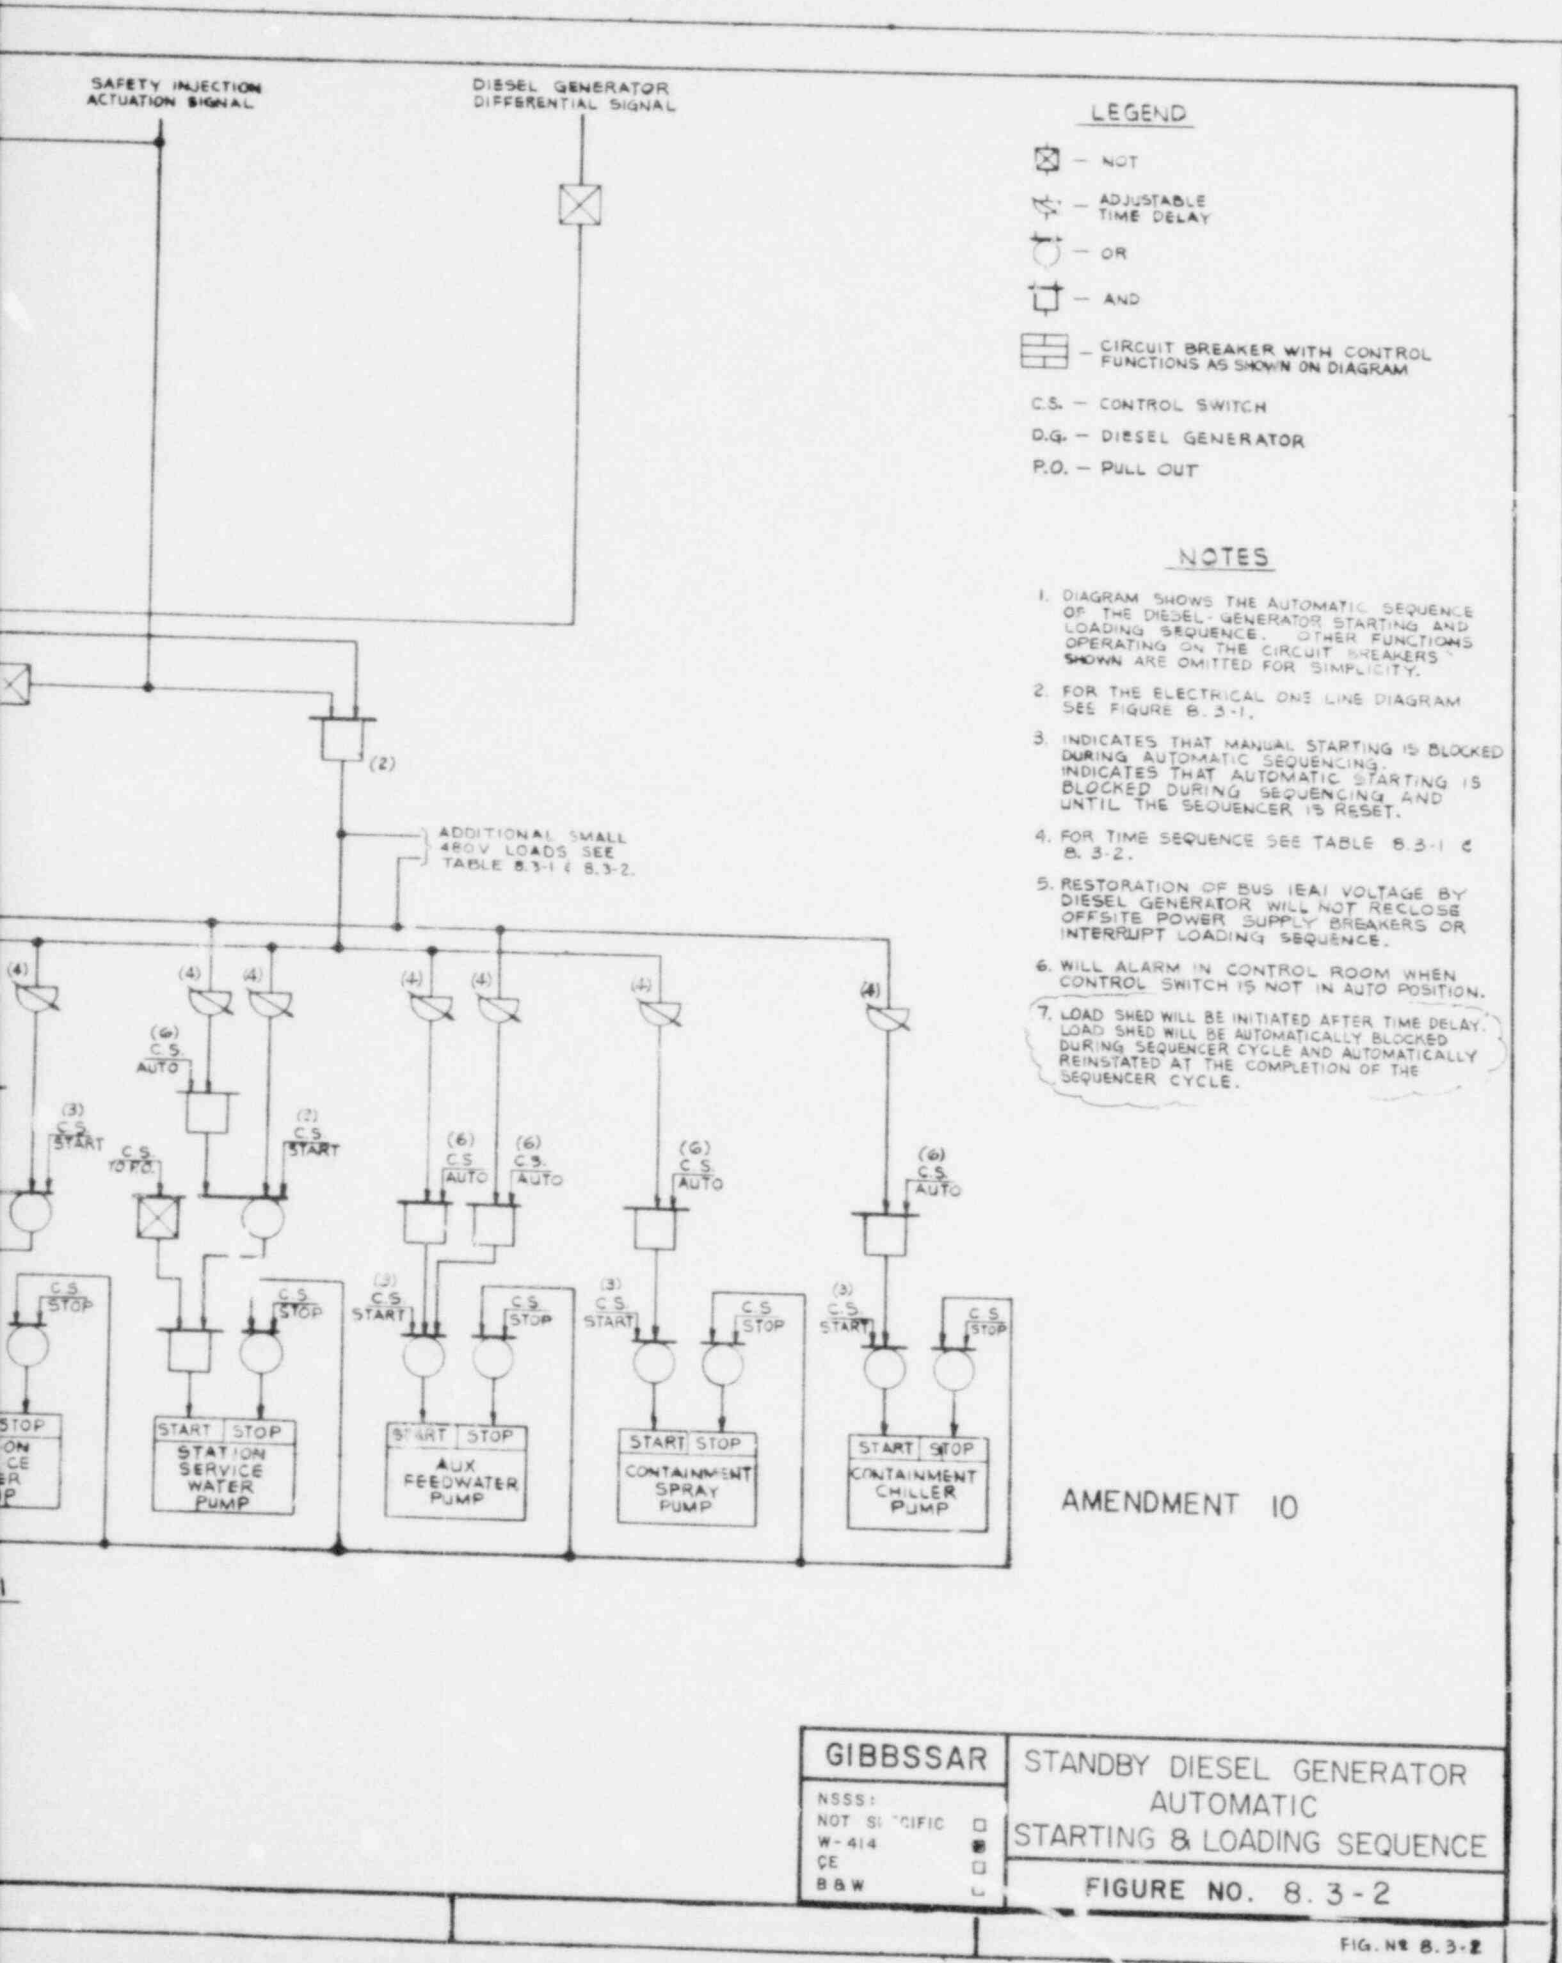 SAFETY INJECTION
ACTUATION SIGNAL
DIESEL GENERATOR
DIFFERENTIAL SIGNAL
LEGEND
— NOT
— ADJUSTABLE
TIME DELAY
— OR
— AND
— CIRCUIT BREAKER WITH CONTROL
FUNCTIONS AS SHOWN ON DIAGRAM
C.S. — CONTROL SWITCH
D.G. — DIESEL GENERATOR
P.O. — PULL OUT
NOTES
1. DIAGRAM SHOWS THE AUTOMATIC SEQUENCE
OF THE DIESEL-GENERATOR STARTING AND
LOADING SEQUENCE. OTHER FUNCTIONS
OPERATING ON THE CIRCUIT BREAKERS
SHOWN ARE OMITTED FOR SIMPLICITY.
2. FOR THE ELECTRICAL ONE LINE DIAGRAM
SEE FIGURE 8.3-1.
3. INDICATES THAT MANUAL STARTING IS BLOCKED
DURING AUTOMATIC SEQUENCING.
INDICATES THAT AUTOMATIC STARTING IS
BLOCKED DURING SEQUENCING AND
UNTIL THE SEQUENCER IS RESET.
4. FOR TIME SEQUENCE SEE TABLE 8.3-1 &
8.3-2.
5. RESTORATION OF BUS 1EA1 VOLTAGE BY
DIESEL GENERATOR WILL NOT RECLOSE
OFFSITE POWER SUPPLY BREAKERS OR
INTERRUPT LOADING SEQUENCE.
6. WILL ALARM IN CONTROL ROOM WHEN
CONTROL SWITCH IS NOT IN AUTO POSITION.
7. LOAD SHED WILL BE INITIATED AFTER TIME DELAY.
LOAD SHED WILL BE AUTOMATICALLY BLOCKED
DURING SEQUENCER CYCLE AND AUTOMATICALLY
REINSTATED AT THE COMPLETION OF THE
SEQUENCER CYCLE.
(2)
ADDITIONAL SMALL
480V LOADS SEE
TABLE 8.3-1 & 8.3-2.
(4) (4) (4) (4) (4) (4) (4)
(6)
C.S.
AUTO
(3)
C.S.
START
C.S.
TO P.O.
(2)
C.S.
START
(6)
C.S.
AUTO
(6)
C.S.
AUTO
(6)
C.S.
AUTO
(6)
C.S.
AUTO
C.S.
STOP
C.S.
STOP
(3)
C.S.
START
C.S.
STOP
(3)
C.S.
START
C.S.
STOP
(3)
C.S.
START
C.S.
STOP
STOP
ON
CE
ER
P
START STOP
STATION
SERVICE
WATER
PUMP
START STOP
AUX
FEEDWATER
PUMP
START STOP
CONTAINMENT
SPRAY
PUMP
START STOP
CONTAINMENT
CHILLER
PUMP
AMENDMENT 10
GIBBSSAR
NSSS:
NOT
W-414
CE
B & W
STANDBY DIESEL GENERATOR
AUTOMATIC
STARTING & LOADING SEQUENCE
FIGURE NO. 8.3-2
FIG. Nº 8.3-2